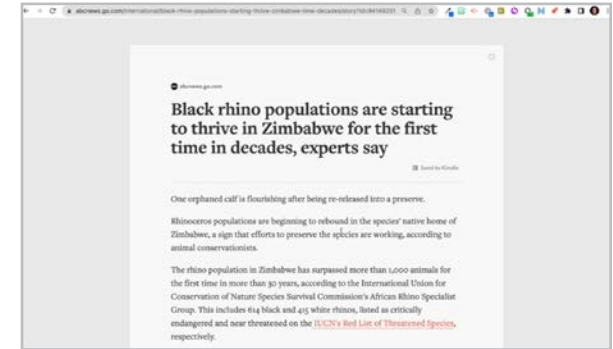 abcnews.go.com
Black rhino populations are starting
to thrive in Zimbabwe for the first
time in decades, experts say
Send to Kindle
One orphaned calf is flourishing after being re-released into a preserve.
Rhinoceros populations are beginning to rebound in the species' native home of
Zimbabwe, a sign that efforts to preserve the species are working, according to
animal conservationists.
The rhino population in Zimbabwe has surpassed more than 1,000 animals for
the first time in more than 30 years, according to the International Union for
Conservation of Nature Species Survival Commission's African Rhino Specialist
Group. This includes 614 black and 415 white rhinos, listed as critically
endangered and near threatened on the IUCN's Red List of Threatened Species,
respectively.